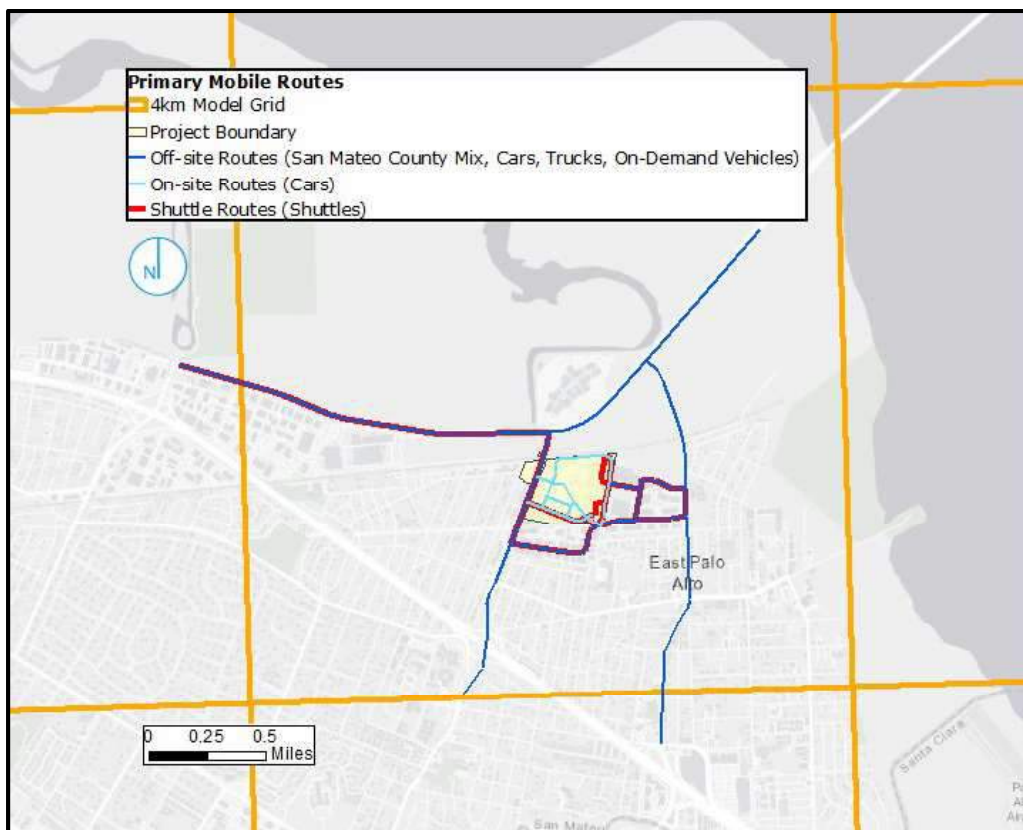 Primary Mobile Routes
4km Model Grid
Project Boundary
Off-site Routes (San Mateo County Mix, Cars, Trucks, On-Demand Vehicles)
On-site Routes (Cars)
Shuttle Routes (Shuttles)
N
East Palo
Alto
0 0.25 0.5
Miles
Santa Clara
San Mateo